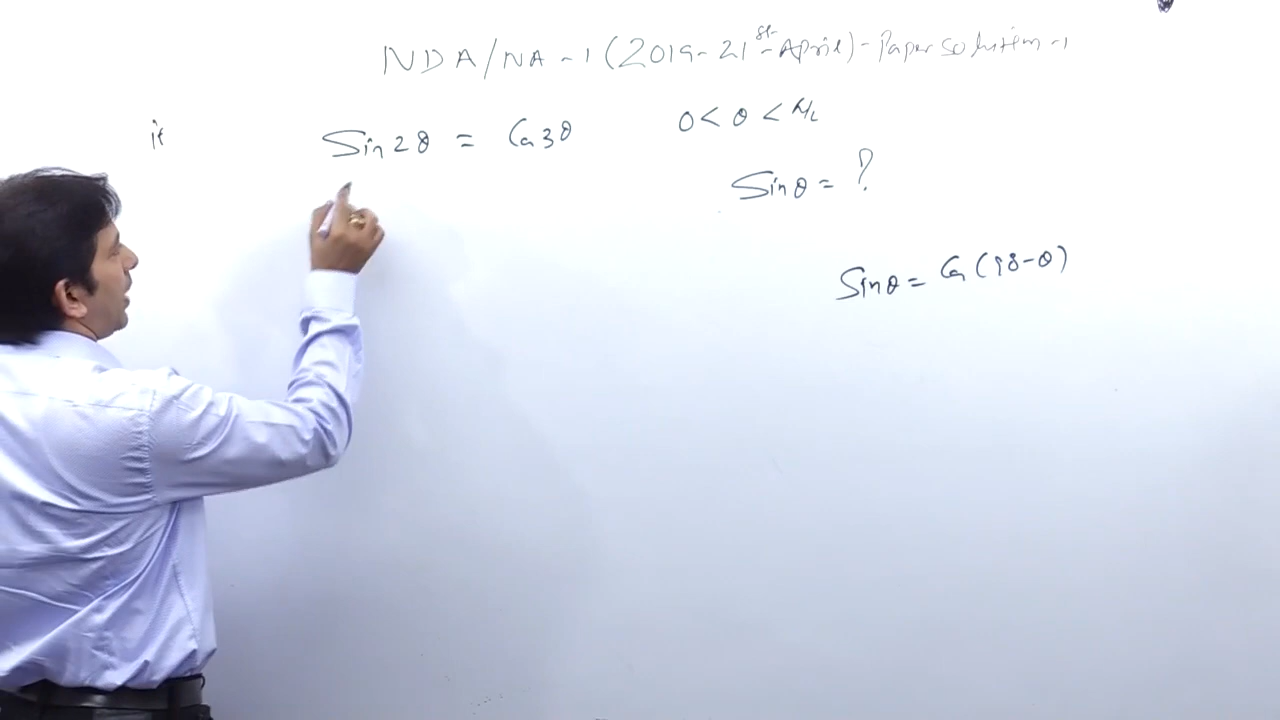 NDA/NA - 1 (2019 - 21st - April) - Paper solution - 1
if Sin 2θ = Cos 3θ 0 < θ < π/2
Sin θ = ?
Sin θ = Cos (90 - θ)